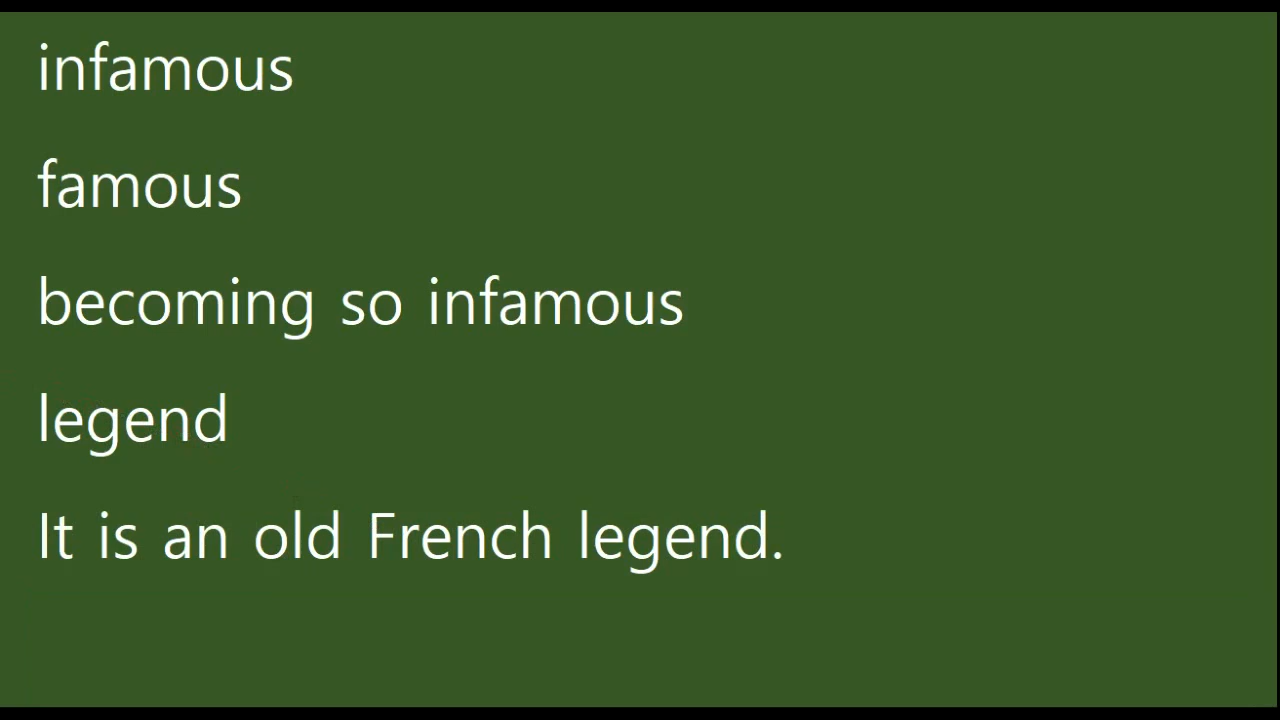 infamous
famous
becoming so infamous
legend
It is an old French legend.